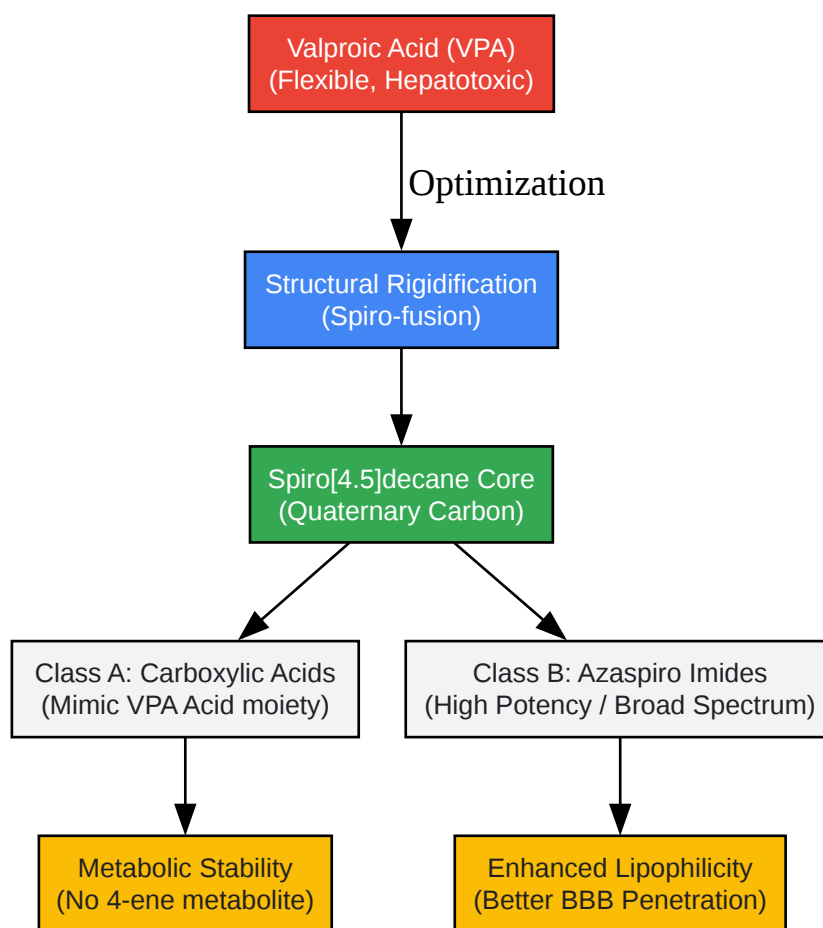 Valproic Acid (VPA)
(Flexible, Hepatotoxic)
Optimization
Structural Rigidification
(Spiro-fusion)
Spiro[4.5]decane Core
(Quaternary Carbon)
Class A: Carboxylic Acids
(Mimic VPA Acid moiety)
Class B: Azaspiro Imides
(High Potency / Broad Spectrum)
Metabolic Stability
(No 4-ene metabolite)
Enhanced Lipophilicity
(Better BBB Penetration)